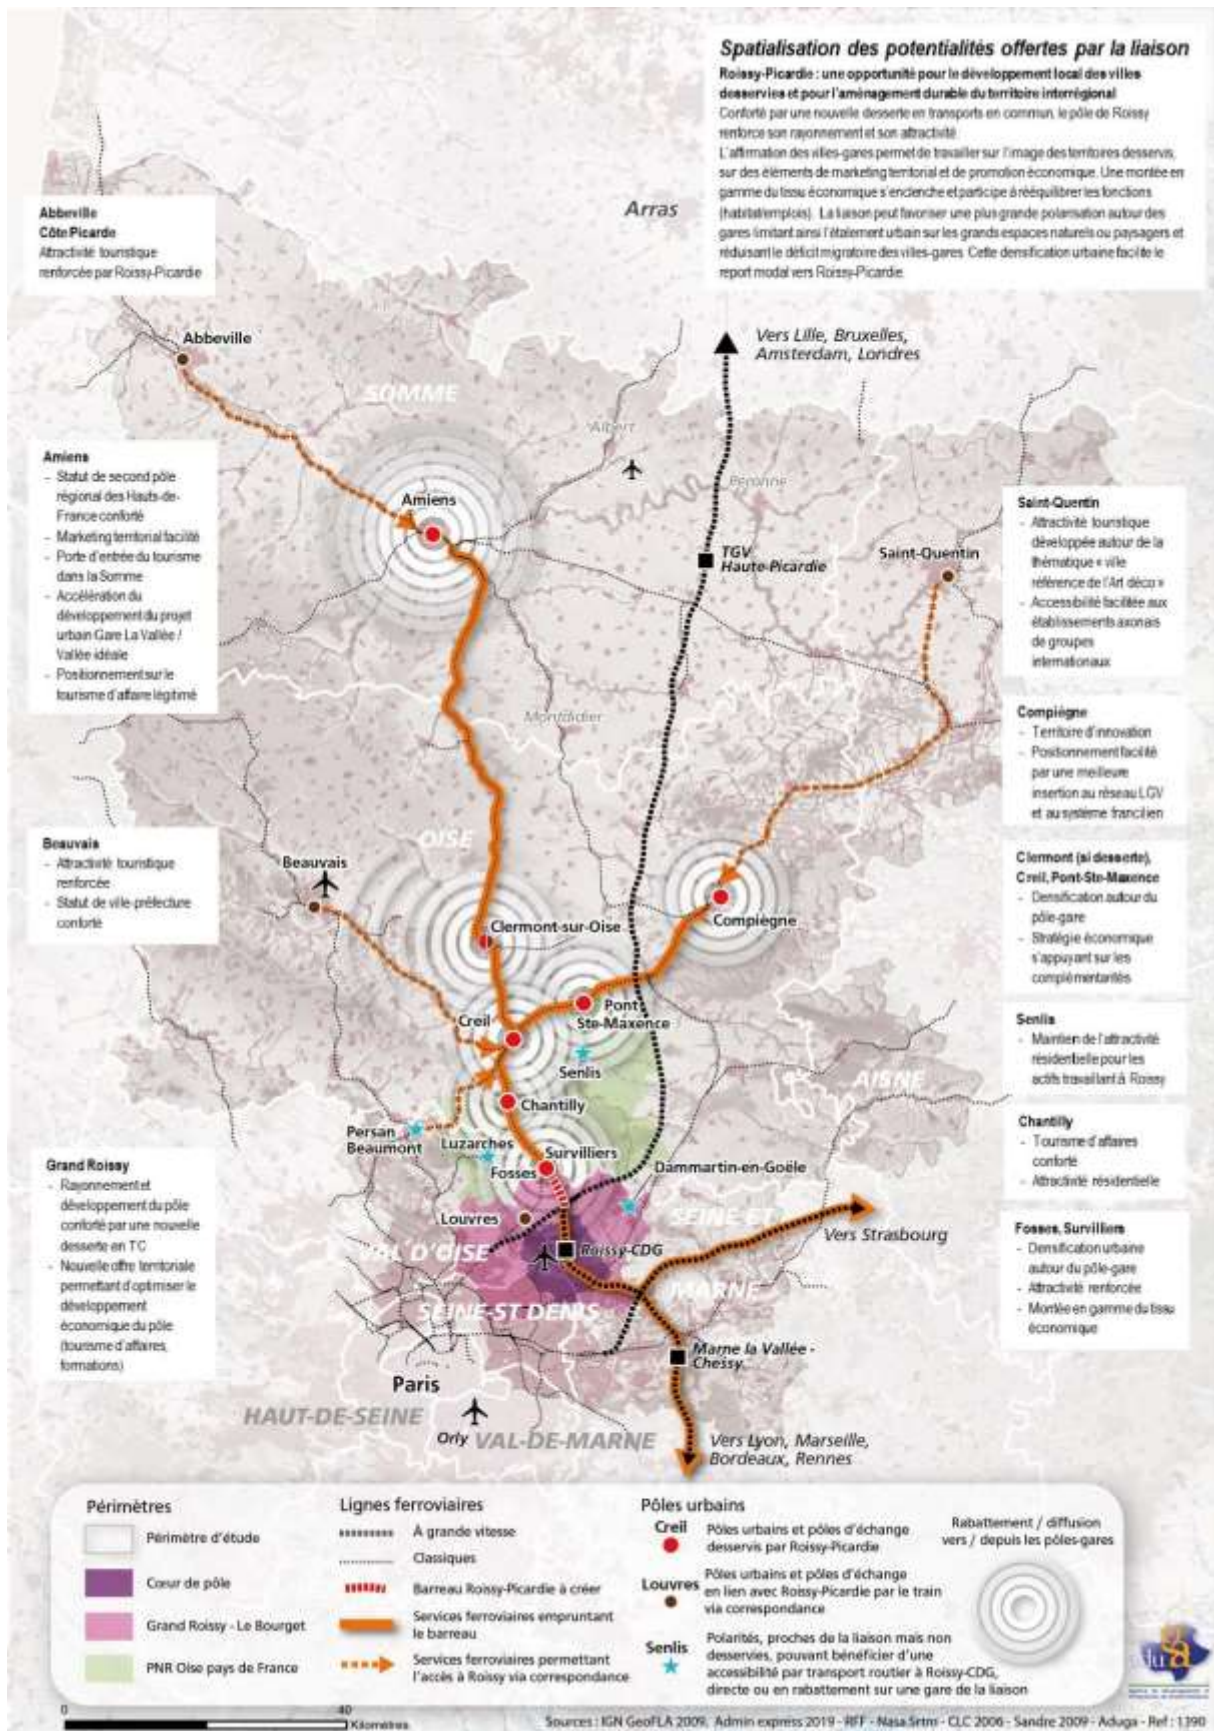 Spatialisation des potentialités offertes par la liaison
Roissy-Picardie : une opportunité pour le développement local des villes
desservies et pour l'aménagement durable du territoire interrégional
Conforté par une nouvelle desserte en transports en commun, le pôle de Roissy
renforce son rayonnement et son attractivité.
L'affirmation des villes-gares permet de travailler sur l'image des territoires desservis,
sur des éléments de marketing territorial et de promotion économique. Une montée en
gamme du tissu économique s'enclenche et participe à rééquilibrer les fonctions
(habitat/emplois). La liaison peut favoriser une plus grande polarisation autour des
gares limitant ainsi l'étalement urbain sur les grands espaces naturels ou paysagers et
réduisant le déficit migratoire des villes-gares. Cette densification urbaine facilite le
report modal vers Roissy-Picardie.
Arras
Abbeville
Côte Picarde
Attractivité touristique
renforcée par Roissy-Picardie
Abbeville
Vers Lille, Bruxelles,
Amsterdam, Londres
SOMME
Albert
Amiens
- Statut de second pôle
régional des Hauts-de-
France conforté
- Marketing territorial facilité
- Porte d'entrée du tourisme
dans la Somme
- Accélération du
développement du projet
urbain Gare La Vallée /
Vallée idéale
- Positionnement sur le
tourisme d'affaire légitimé
Amiens
Péronne
TGV
Haute-Picardie
Saint-Quentin
Saint-Quentin
- Attractivité touristique
développée autour de la
thématique « ville
référence de l'Art déco »
- Accessibilité facilitée aux
établissements axonais
de groupes
internationaux
Montdidier
Compiègne
- Territoire d'innovation
- Positionnement facilité
par une meilleure
insertion au réseau LGV
et au système francilien
OISE
Beauvais
- Attractivité touristique
renforcée
- Statut de ville-préfecture
conforté
Beauvais
Clermont-sur-Oise
Compiègne
Clermont (si desserte),
Creil, Pont-Ste-Maxence
- Densification autour du
pôle-gare
- Stratégie économique
s'appuyant sur les
complémentarités
Creil
Pont
Ste-Maxence
Senlis
Senlis
- Maintien de l'attractivité
résidentielle pour les
actifs travaillant à Roissy
AISNE
Chantilly
Persan
Beaumont
Luzarches
Survilliers
Fosses
Dammartin-en-Goële
Chantilly
- Tourisme d'affaires
conforté
- Attractivité résidentielle
Grand Roissy
- Rayonnement et
développement du pôle
conforté par une nouvelle
desserte en TC
- Nouvelle offre territoriale
permettant d'optimiser le
développement
économique du pôle
(tourisme d'affaires,
formations)
Louvres
SEINE ET
MARNE
Vers Strasbourg
VAL D'OISE
Roissy-CDG
Fosses, Survilliers
- Densification urbaine
autour du pôle-gare
- Attractivité renforcée
- Montée en gamme du tissu
économique
SEINE-ST DENIS
Marne la Vallée -
Chessy
Paris
HAUT-DE-SEINE
Orly
VAL-DE-MARNE
Vers Lyon, Marseille,
Bordeaux, Rennes
Périmètres
Périmètre d'étude
Cœur de pôle
Grand Roissy - Le Bourget
PNR Oise pays de France
Lignes ferroviaires
À grande vitesse
Classiques
Barreau Roissy-Picardie à créer
Services ferroviaires empruntant
le barreau
Services ferroviaires permettant
l'accès à Roissy via correspondance
Pôles urbains
Creil
Pôles urbains et pôles d'échange
desservis par Roissy-Picardie
Louvres
Pôles urbains et pôles d'échange
en lien avec Roissy-Picardie par le train
via correspondance
Senlis
Polarités, proches de la liaison mais non
desservies, pouvant bénéficier d'une
accessibilité par transport routier à Roissy-CDG,
directe ou en rabattement sur une gare de la liaison
Rabattement / diffusion
vers / depuis les pôles-gares
0
40
Kilomètres
Sources : IGN GeoFLA 2009, Admin express 2019 - RFF - Nasa Srtm - CLC 2006 - Sandre 2009 - Aduga - Ref : 1390